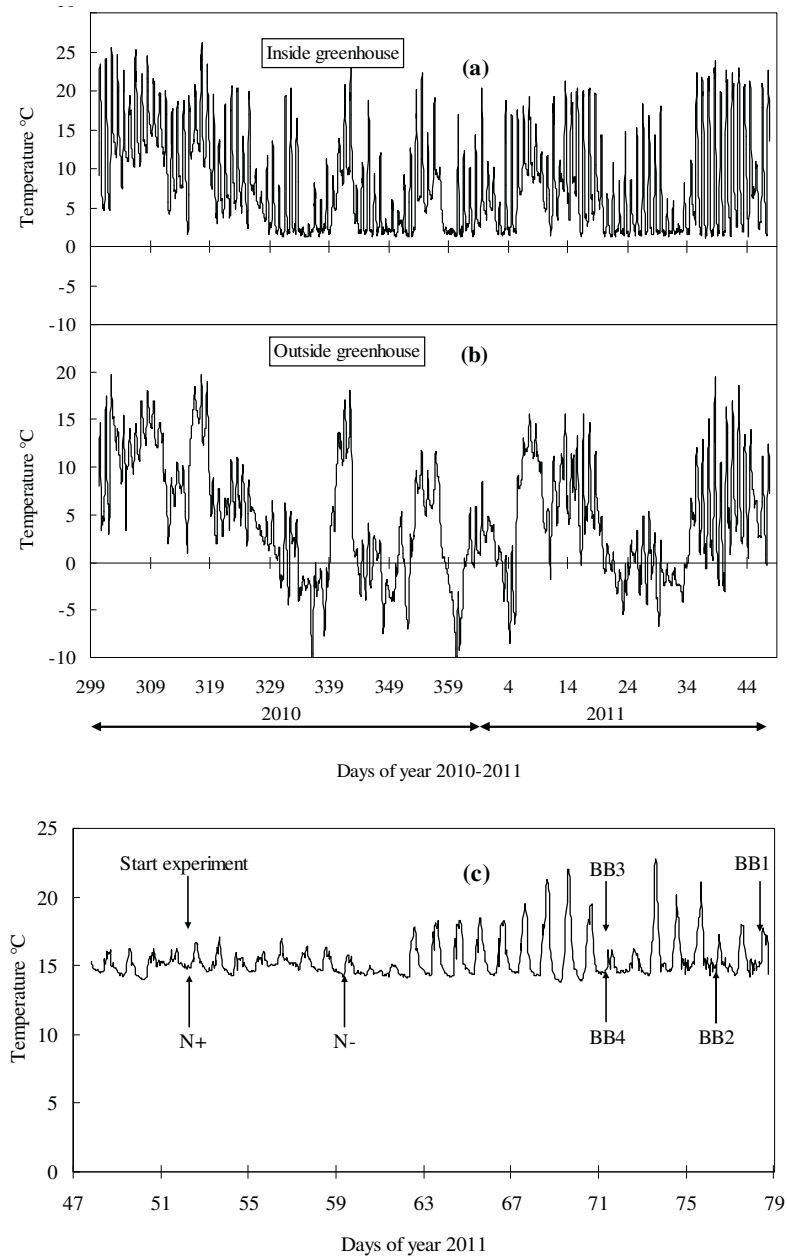 25
20
15
10
5
0
-5
-10
Temperature °C
Inside greenhouse
(a)
20
15
10
5
0
-5
-10
Temperature °C
Outside greenhouse
(b)
299 309 319 329 339 349 359 4 14 24 34 44
2010 2011
Days of year 2010-2011
25
20
15
10
5
0
Temperature °C
Start experiment
(c)
BB3
BB1
N+
N-
BB4
BB2
47 51 55 59 63 67 71 75 79
Days of year 2011